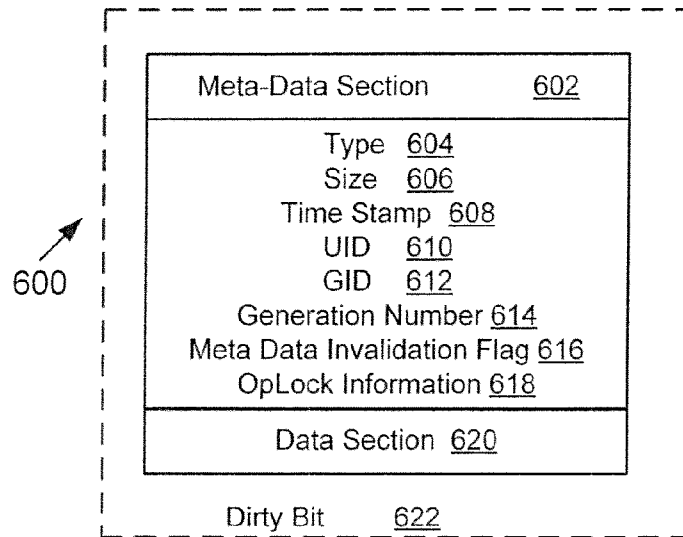 Meta-Data Section 602
Type 604
Size 606
Time Stamp 608
UID 610
GID 612
Generation Number 614
Meta Data Invalidation Flag 616
OpLock Information 618
Data Section 620
Dirty Bit 622
600